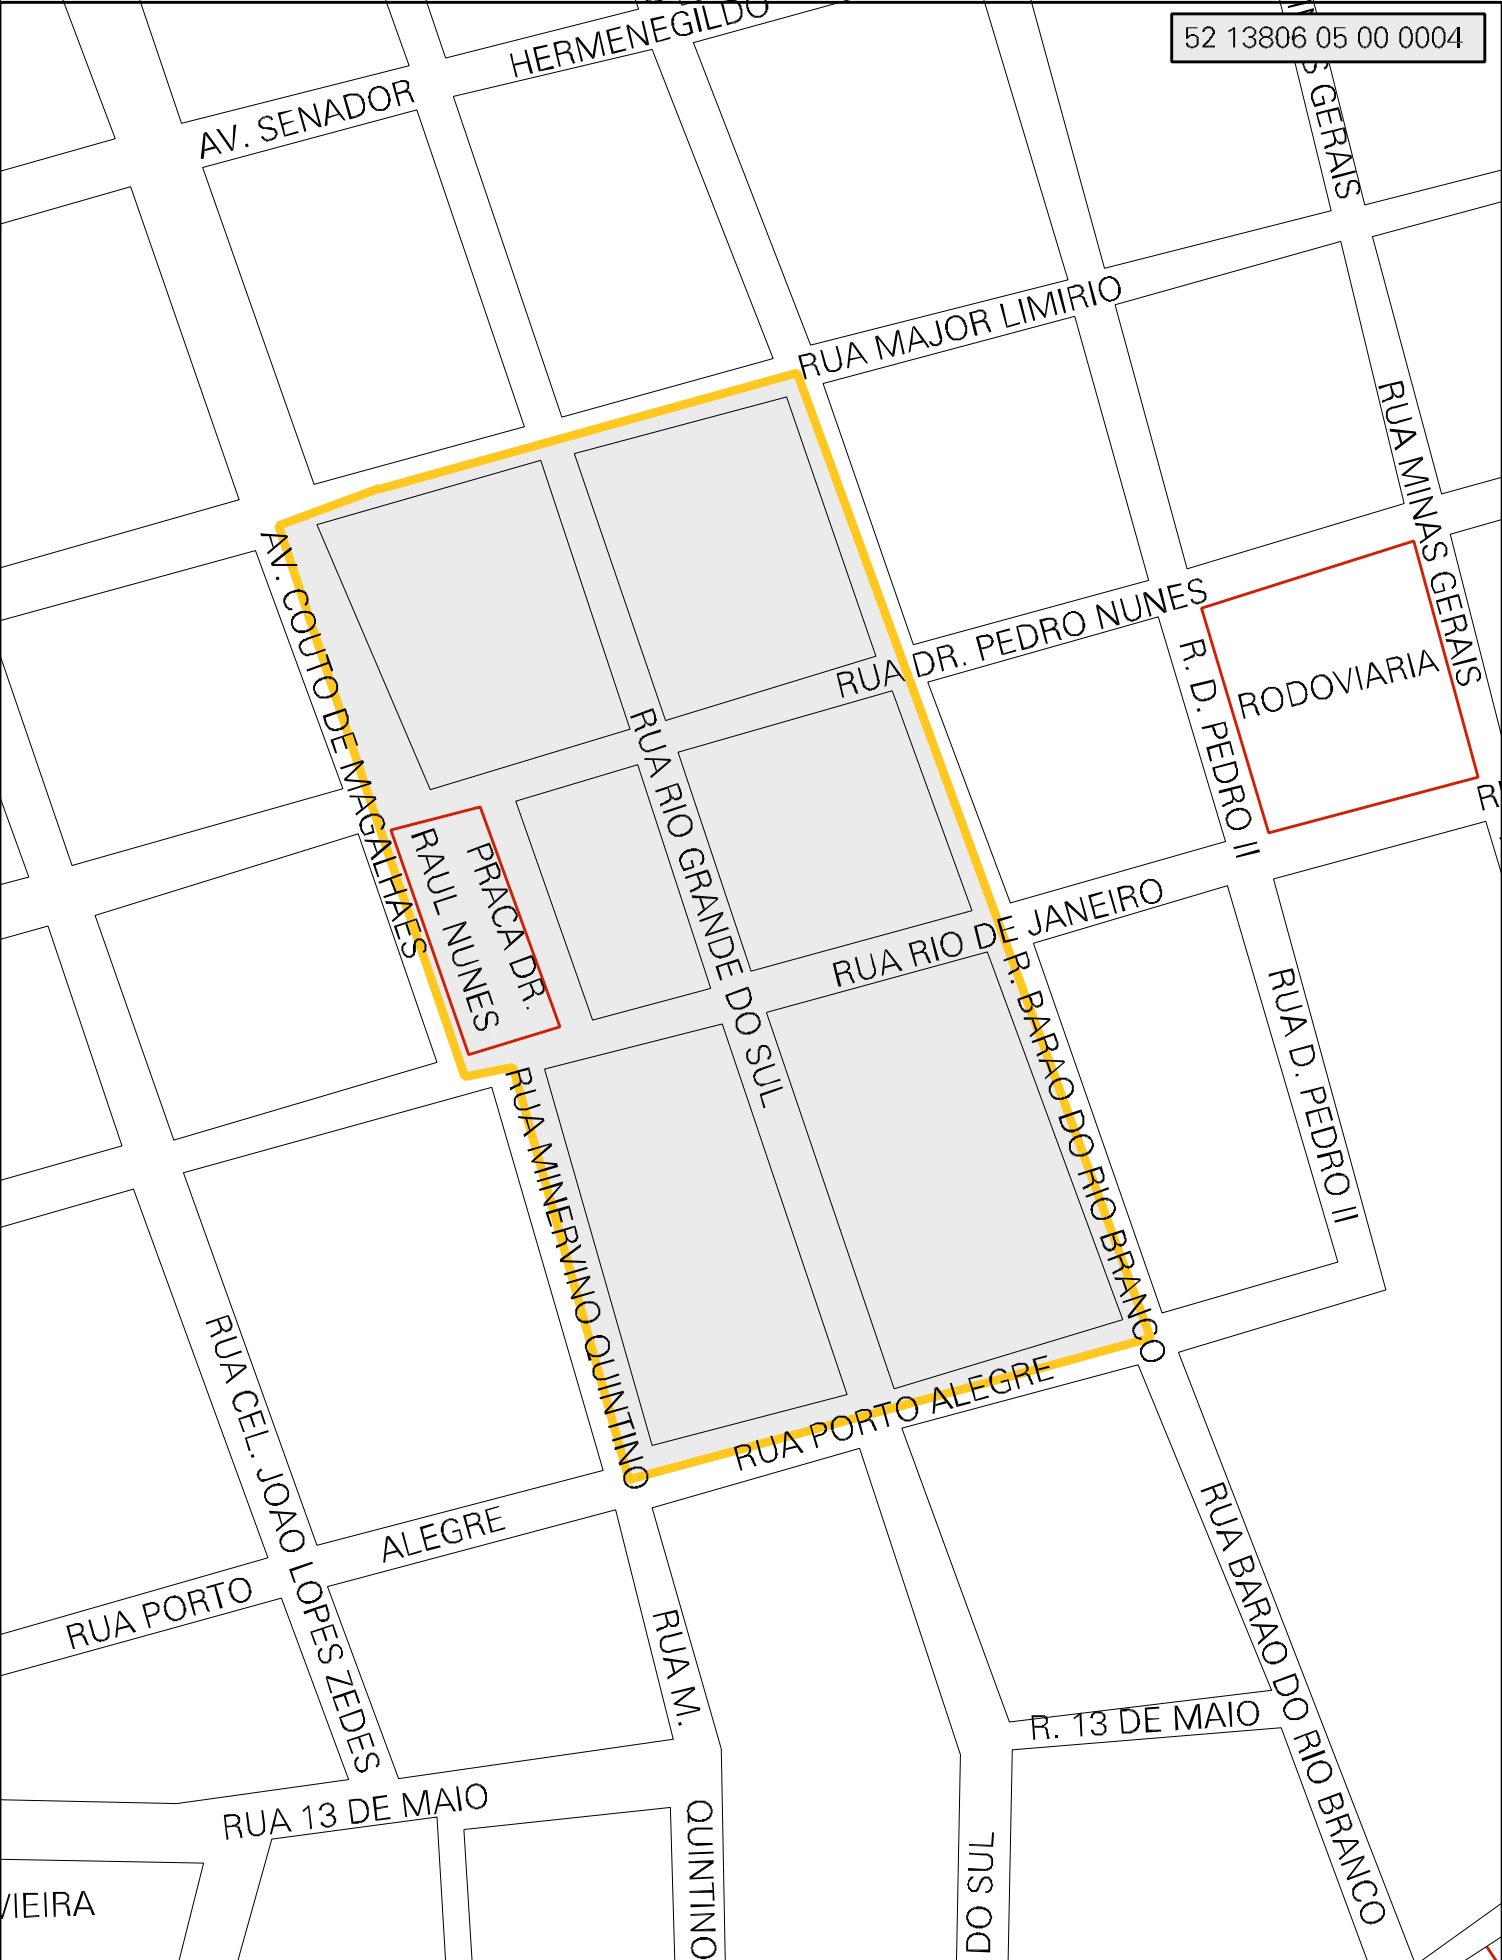 HERMENEGILDO
52 13806 05 00 0004
AV. SENADOR
GERAIS
RUA MAJOR LIMIRIO
RUA MINAS GERAIS
AV. COUTO DE MAGALHAES
RUA DR. PEDRO NUNES
R. D. PEDRO II
RODOVIARIA
RUA RIO GRANDE DO SUL
PRACA DR.
RAUL NUNES
RUA RIO DE JANEIRO
R. BARAO DO RIO BRANCO
RUA D. PEDRO II
RUA MINERVINO QUINTINO
RUA CEL. JOAO LOPES ZEDES
RUA PORTO ALEGRE
ALEGRE
RUA PORTO
RUA BARAO DO RIO BRANCO
RUA M.
QUINTINO
R. 13 DE MAIO
RUA 13 DE MAIO
DO SUL
VIEIRA